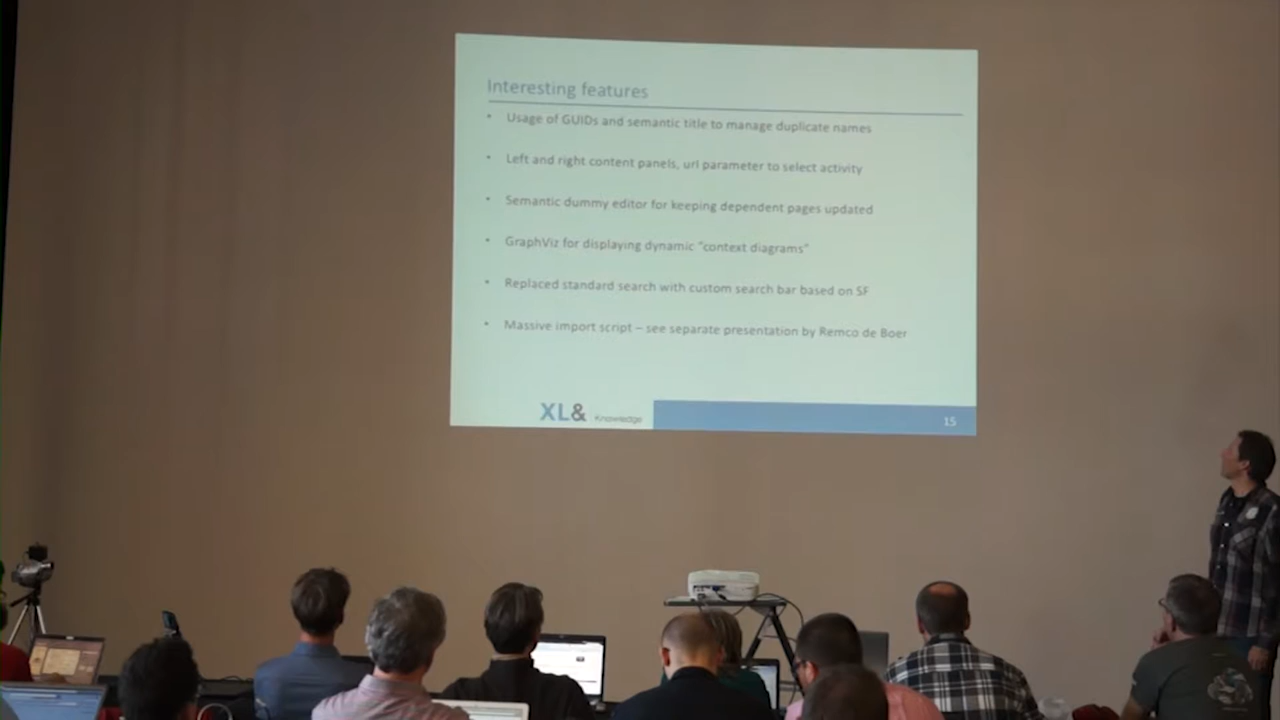 Interesting features
• Usage of GUIDs and semantic title to manage duplicate names
• Left and right content panels, url parameter to select activity
• Semantic dummy editor for keeping dependent pages updated
• GraphViz for displaying dynamic "context diagrams"
• Replaced standard search with custom search bar based on SF
• Massive import script – see separate presentation by Remco de Boer
XL& Knowledge
15